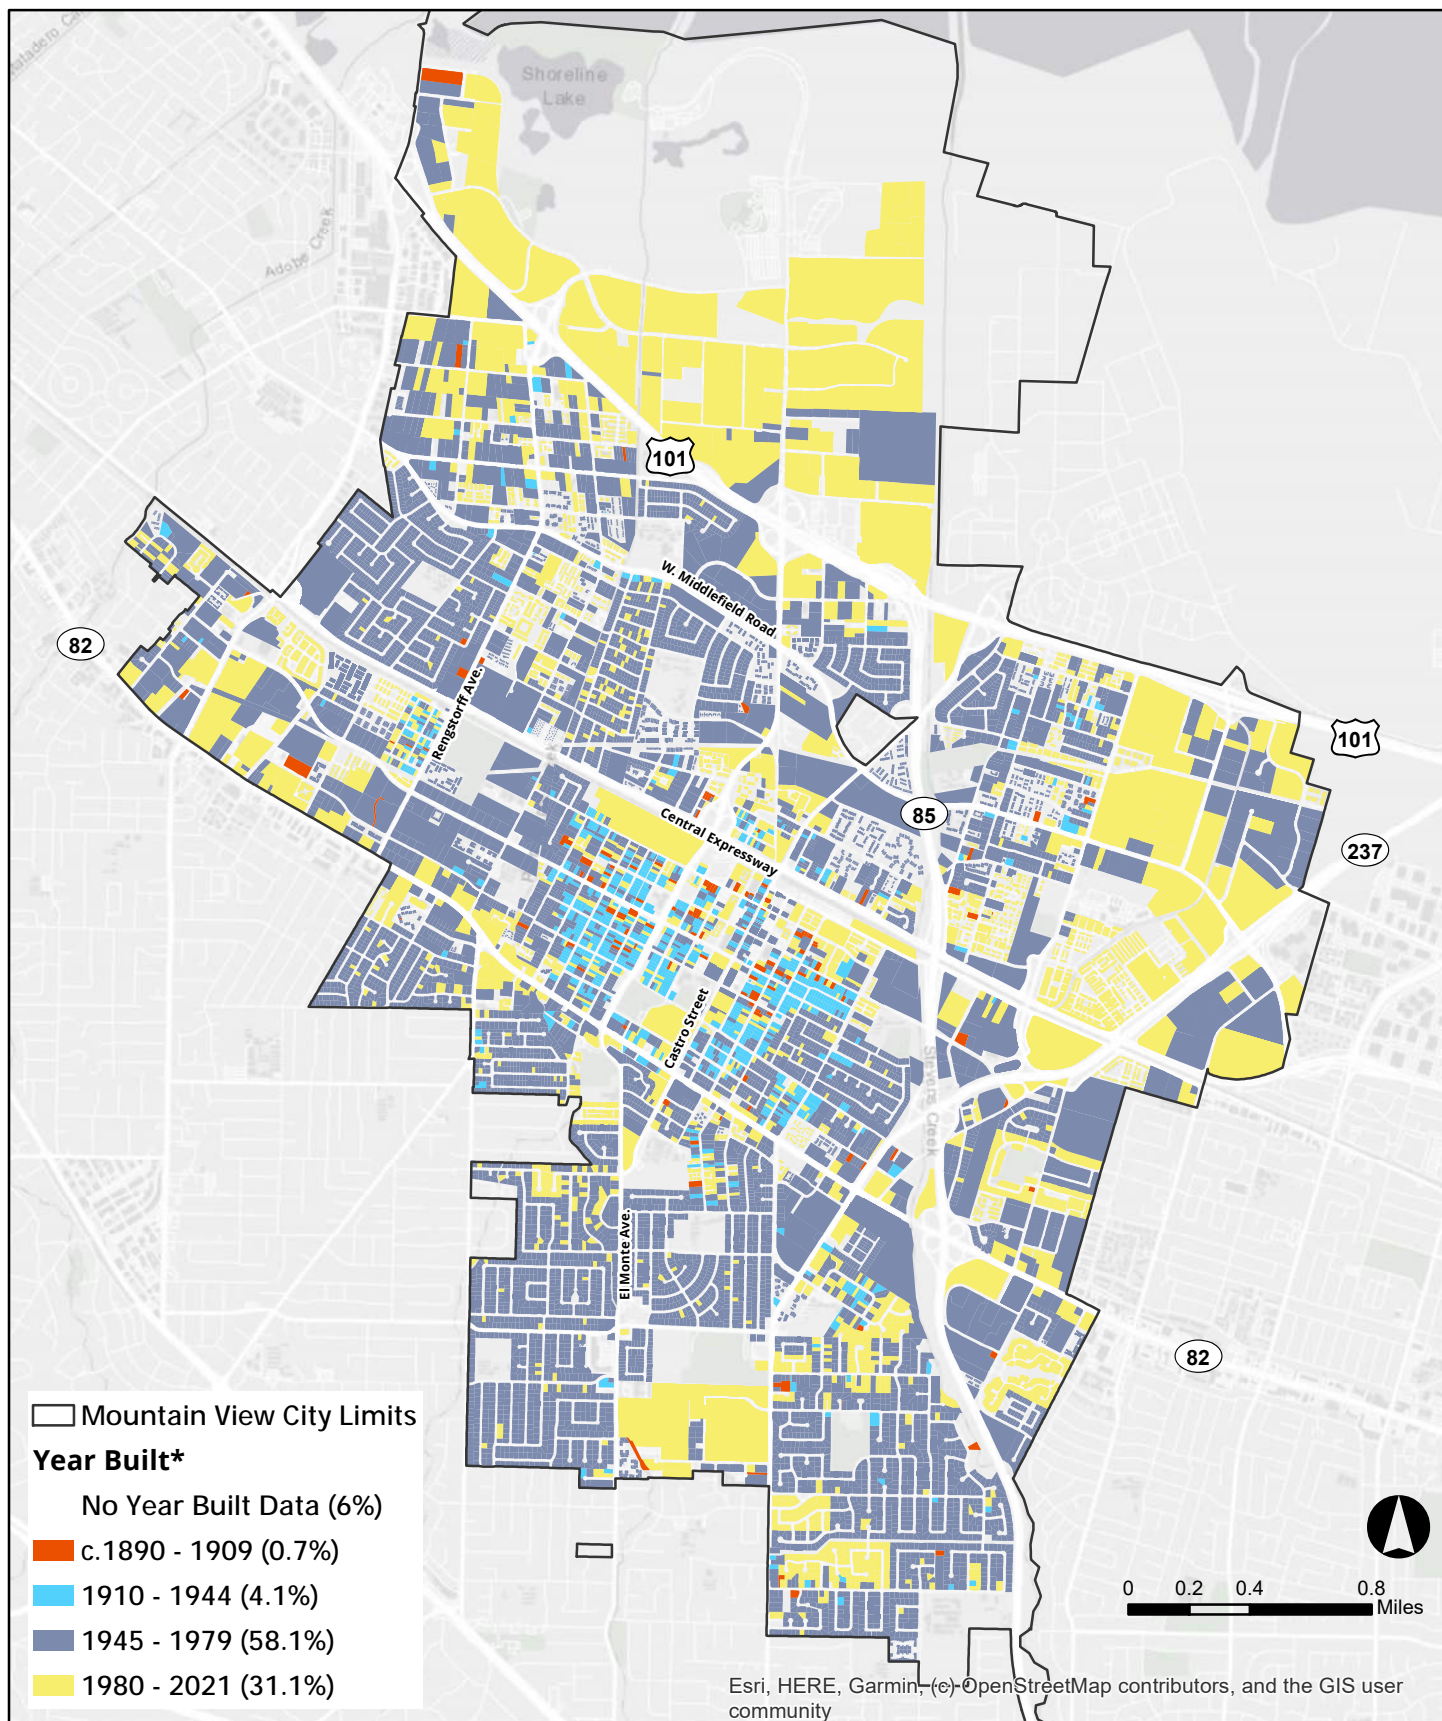 Matadero
Shoreline
Lake
Adobe Creek
101
W. Middlefield Road
82
Rengstorff Ave.
101
85
Central Expressway
237
Castro Street
Stevens Creek
El Monte Ave.
82
Mountain View City Limits
Year Built*
No Year Built Data (6%)
c.1890 - 1909 (0.7%)
1910 - 1944 (4.1%)
1945 - 1979 (58.1%)
1980 - 2021 (31.1%)
0 0.2 0.4 0.8
Miles
Esri, HERE, Garmin, (c) OpenStreetMap contributors, and the GIS user
community